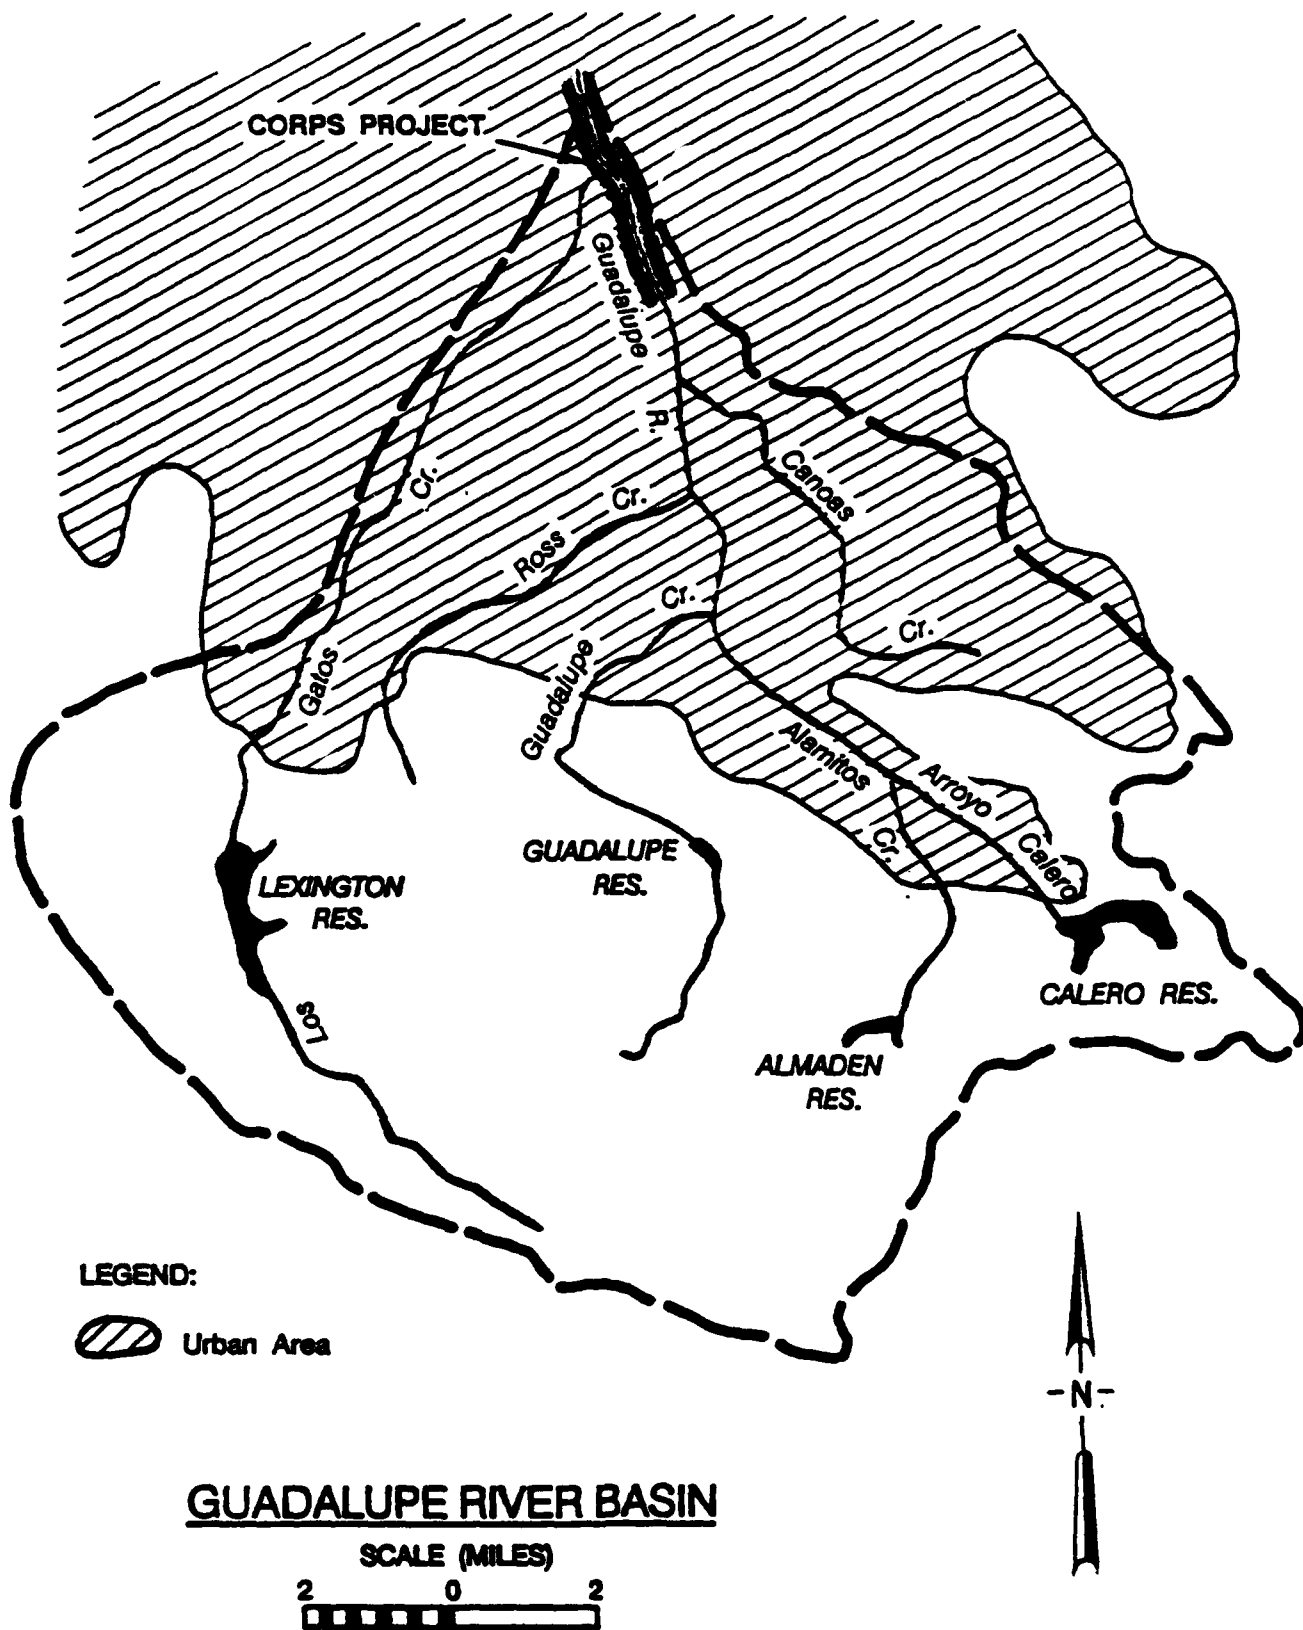 CORPS PROJECT
Guadalupe
R.
Canoas
Cr.
Cr.
Ross
Cr.
Cr.
Guadalupe
Gatos
Alamitos
Cr.
Arroyo
Calero
GUADALUPE
RES.
LEXINGTON
RES.
CALERO RES.
Los
ALMADEN
RES.
LEGEND:
Urban Area
- N -
GUADALUPE RIVER BASIN
SCALE (MILES)
2 0 2